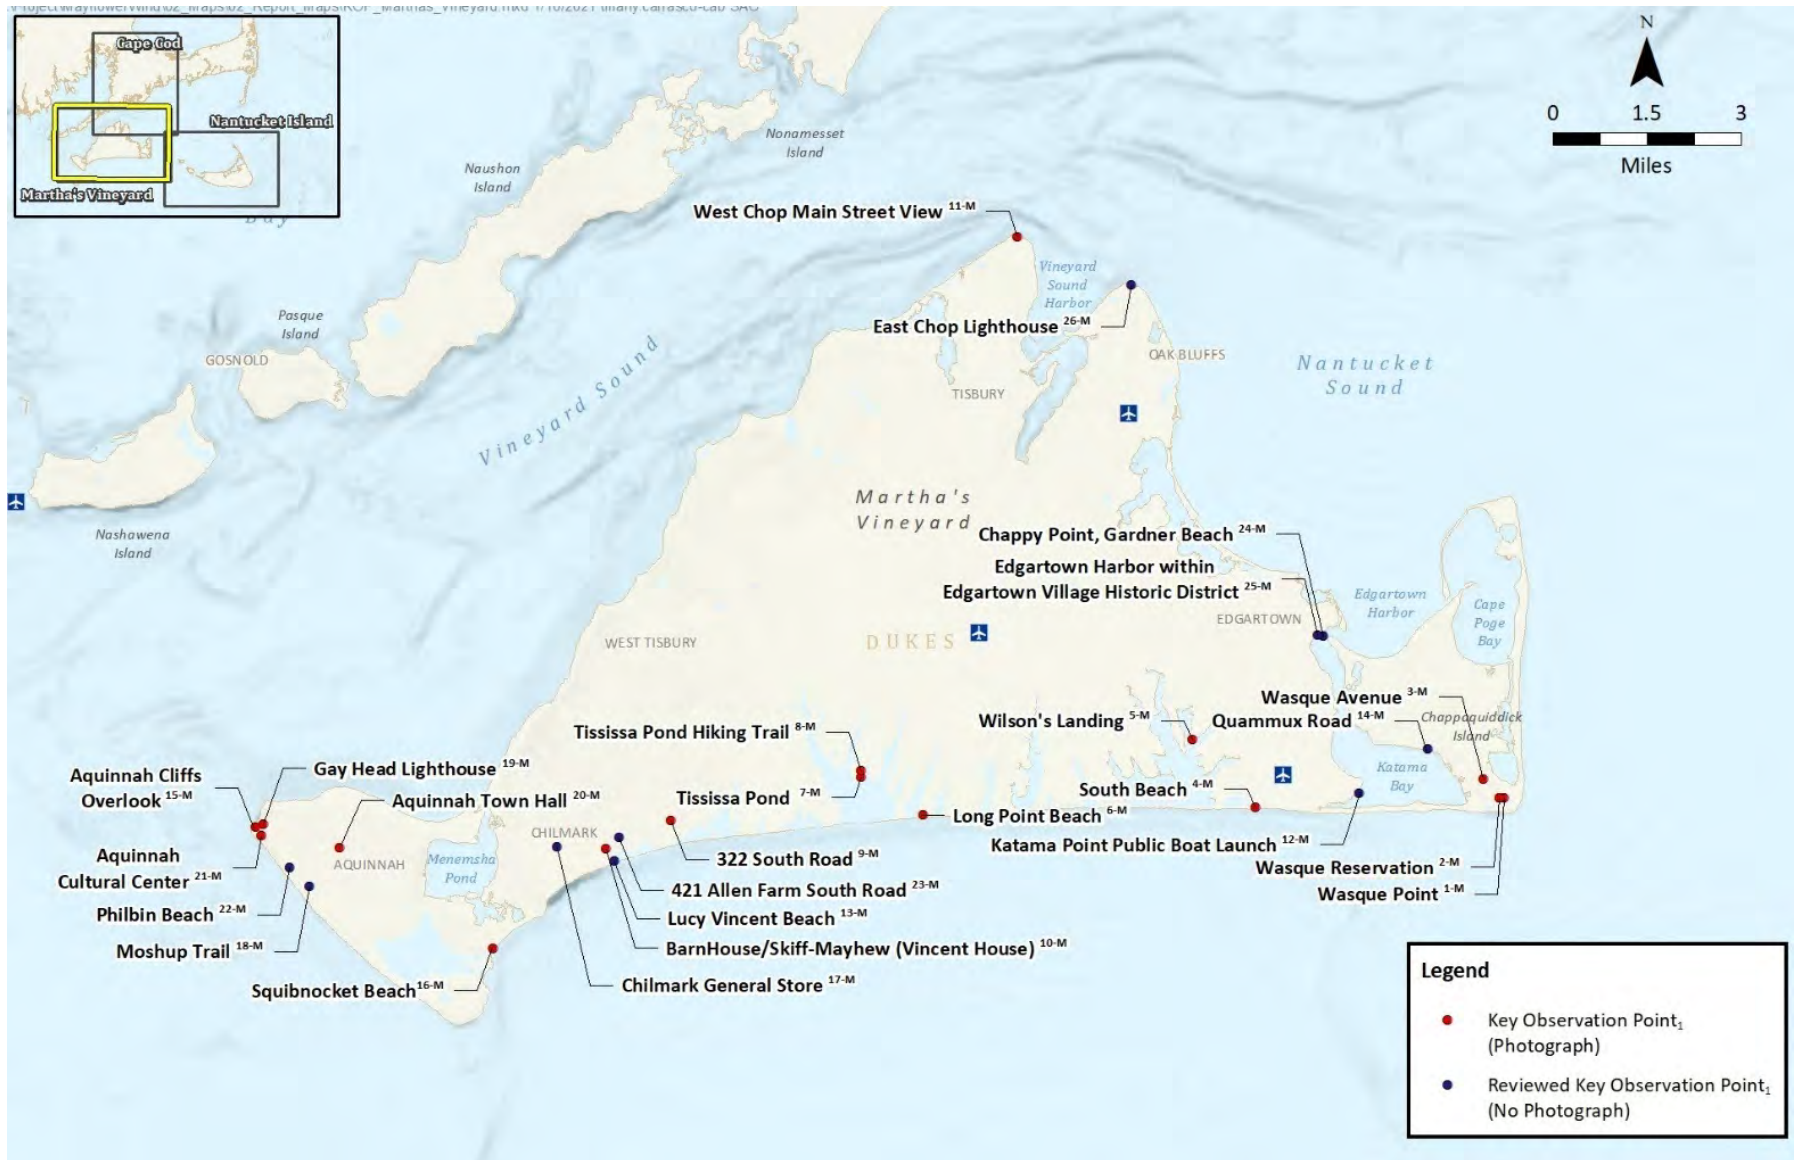 Cape Cod
Nantucket Island
Martha's Vineyard
Bay
N
0 1.5 3
Miles
Nonamesset
Island
Naushon
Island
West Chop Main Street View 11-M
Vineyard
Sound
Harbor
East Chop Lighthouse 26-M
Pasque
Island
GOSNOLD
OAK BLUFFS
Nantucket
Sound
Vineyard Sound
TISBURY
Martha's
Vineyard
Nashawena
Island
Chappy Point, Gardner Beach 24-M
Edgartown Harbor within
Edgartown Village Historic District 25-M
Edgartown
Harbor
Cape
Poge
Bay
EDGARTOWN
WEST TISBURY
DUKES
Wasque Avenue 3-M
Quammux Road 14-M
Chappaquiddick
Island
Wilson's Landing 5-M
Tississa Pond Hiking Trail 8-M
Katama
Bay
Gay Head Lighthouse 19-M
Aquinnah Cliffs
Overlook 15-M
Aquinnah Town Hall 20-M
Tississa Pond 7-M
South Beach 4-M
Long Point Beach 6-M
CHILMARK
Katama Point Public Boat Launch 12-M
Aquinnah
Cultural Center 21-M
AQUINNAH
Menemsha
Pond
322 South Road 9-M
Wasque Reservation 2-M
421 Allen Farm South Road 23-M
Wasque Point 1-M
Philbin Beach 22-M
Lucy Vincent Beach 13-M
Moshup Trail 18-M
BarnHouse/Skiff-Mayhew (Vincent House) 10-M
Squibnocket Beach 16-M
Chilmark General Store 17-M
Legend
Key Observation Point1
(Photograph)
Reviewed Key Observation Point1
(No Photograph)